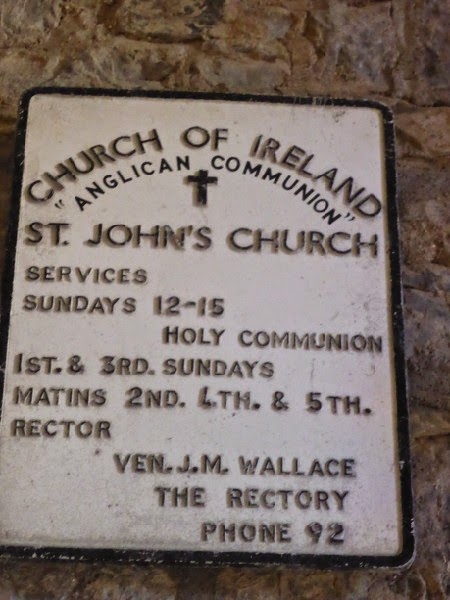 CHURCH OF IRELAND
"ANGLICAN COMMUNION"
ST. JOHN'S CHURCH
SERVICES
SUNDAYS 12-15
HOLY COMMUNION
1ST. & 3RD. SUNDAYS
MATINS 2ND. 4TH. & 5TH.
RECTOR
VEN. J.M. WALLACE
THE RECTORY
PHONE 92